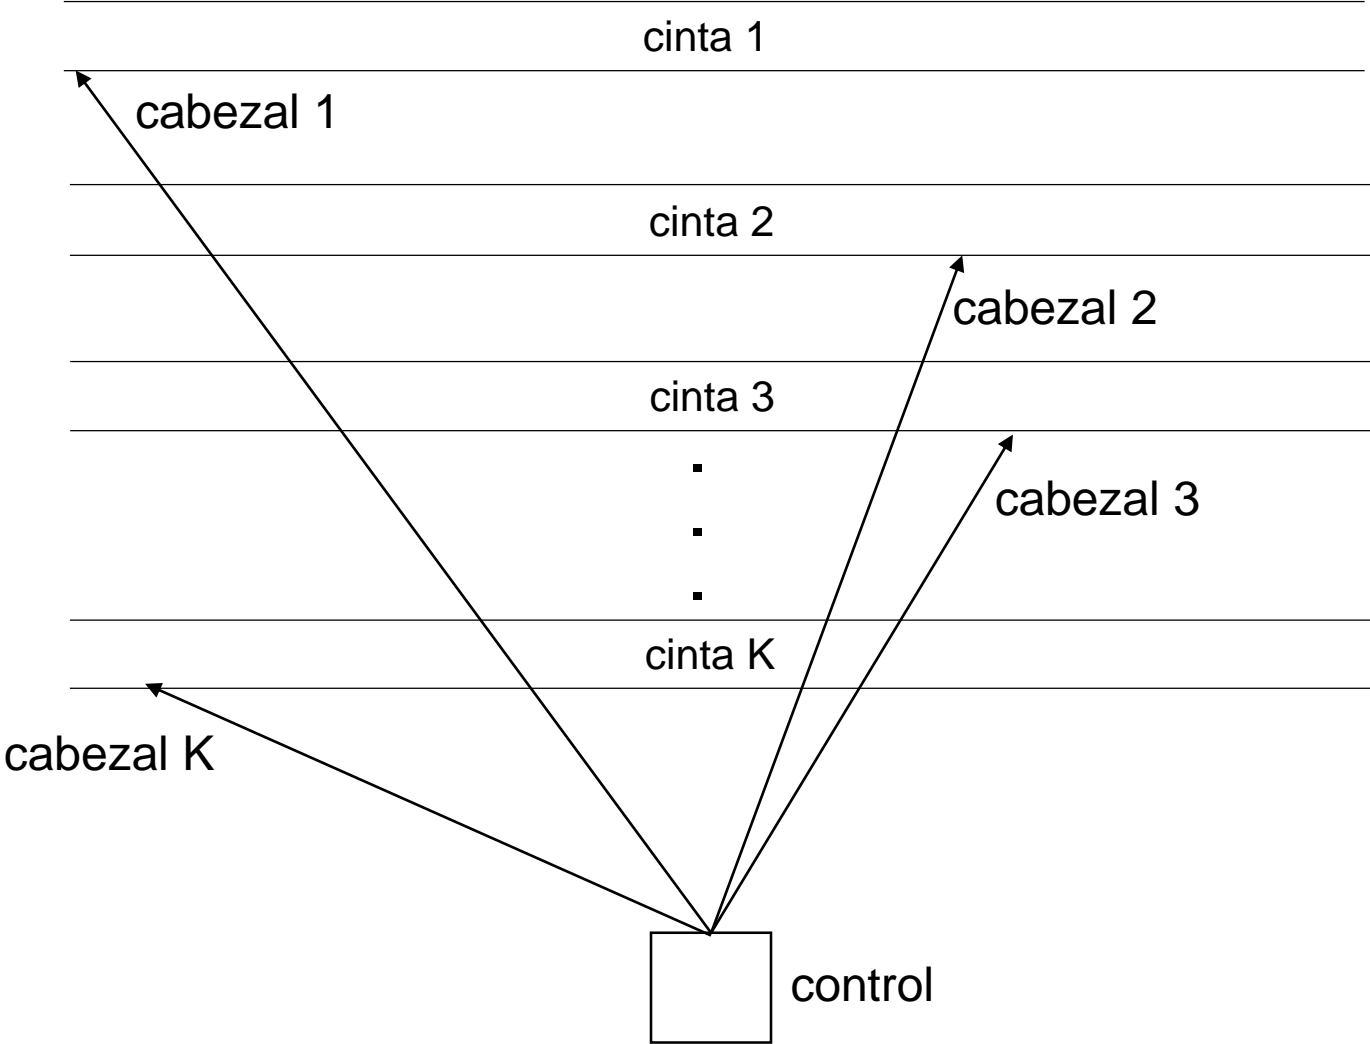 cinta 1
cabezal 1
cinta 2
cabezal 2
cinta 3
cabezal 3
cinta K
cabezal K
control